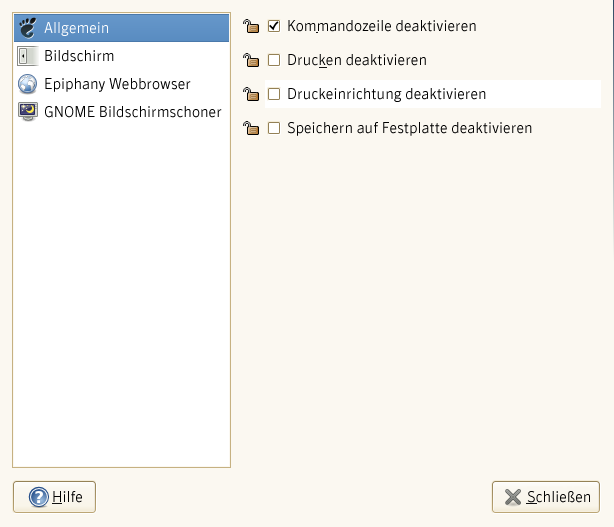 Allgemein
Bildschirm
Epiphany Webbrowser
GNOME Bildschirmschoner
Kommandozeile deaktivieren
Drucken deaktivieren
Druckeinrichtung deaktivieren
Speichern auf Festplatte deaktivieren
Hilfe
Schließen